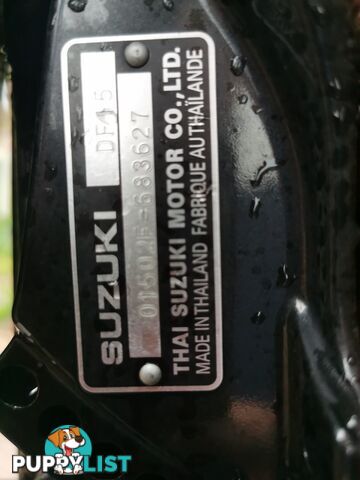 SUZUKI DF15
01502F-683627
THAI SUZUKI MOTOR CO.,LTD.
MADE IN THAILAND FABRIQUE AU THAÏLANDE
PUPPYLIST